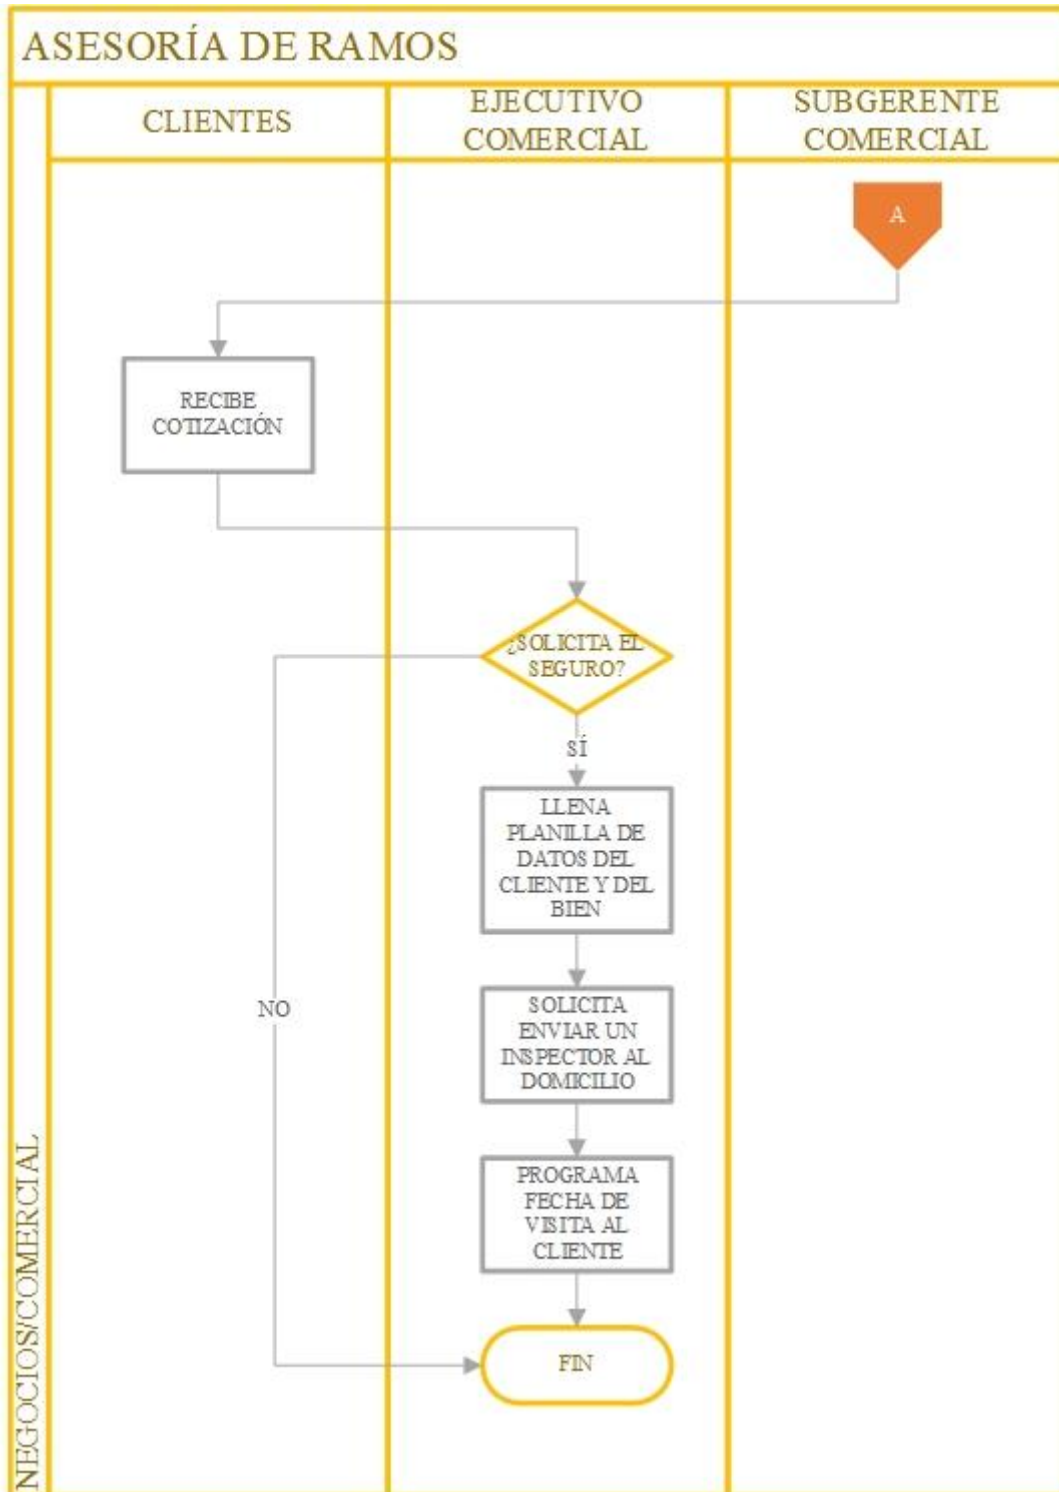 ASESORÍA DE RAMOS
CLIENTES
EJECUTIVO
COMERCIAL
SUBGERENTE
COMERCIAL
A
RECIBE
COTIZACIÓN
¿SOLICITA EL
SEGURO?
SÍ
LLENA
PLANILLA DE
DATOS DEL
CLIENTE Y DEL
BIEN
NO
SOLICITA
ENVIAR UN
INSPECTOR AL
DOMICILIO
PROGRAMA
FECHA DE
VISITA AL
CLIENTE
FIN
NEGOCIOS/COMERCIAL